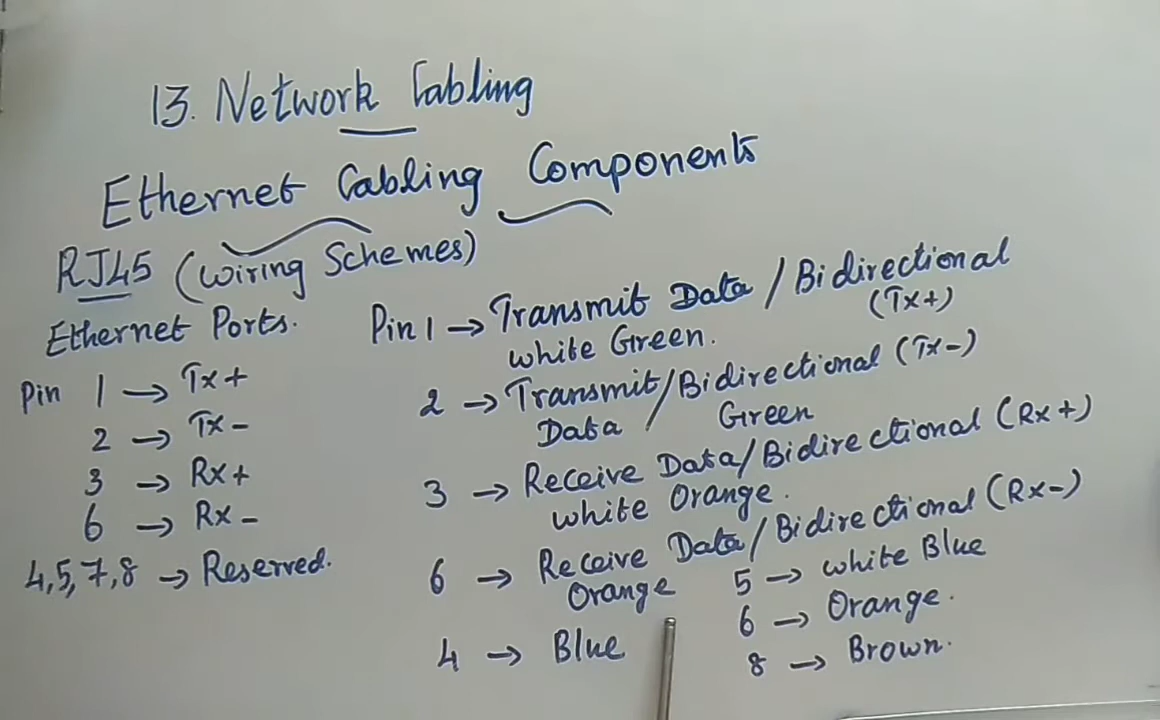 13. Network Cabling
Ethernet Cabling Components
RJ45 (wiring Schemes)
Ethernet Ports.
Pin 1 → Tx+
2 → Tx-
3 → Rx+
6 → Rx-
4,5,7,8 → Reserved.
Pin 1 → Transmit Data / Bidirectional
(Tx+)
white Green.
2 → Transmit/Bidirectional (Tx-)
Data / Green
3 → Receive Data/Bidirectional (Rx+)
white Orange.
6 → Receive Data/Bidirectional (Rx-)
Orange
4 → Blue
5 → white Blue
6 → Orange.
8 → Brown.